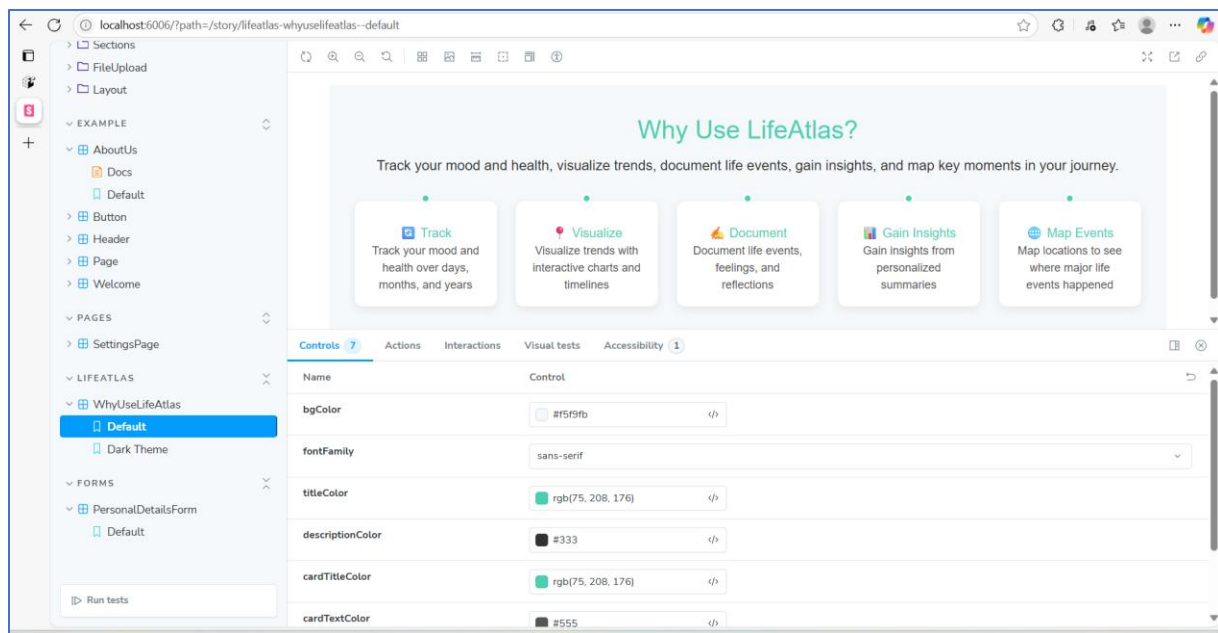 localhost:6006/?path=/story/lifeatlas-whyuselifeatlas--default
Sections
FileUpload
Layout
EXAMPLE
AboutUs
Docs
Default
Button
Header
Page
Welcome
PAGES
SettingsPage
LIFEATLAS
WhyUseLifeAtlas
Default
Dark Theme
FORMS
PersonalDetailsForm
Default
Run tests
Why Use LifeAtlas?
Track your mood and health, visualize trends, document life events, gain insights, and map key moments in your journey.
Track
Track your mood and
health over days,
months, and years
Visualize
Visualize trends with
interactive charts and
timelines
Document
Document life events,
feelings, and
reflections
Gain Insights
Gain insights from
personalized
summaries
Map Events
Map locations to see
where major life
events happened
Controls 7 Actions Interactions Visual tests Accessibility 1
Name Control
bgColor #f5f9fb
fontFamily sans-serif
titleColor rgb(75, 208, 176)
descriptionColor #333
cardTitleColor rgb(75, 208, 176)
cardTextColor #555